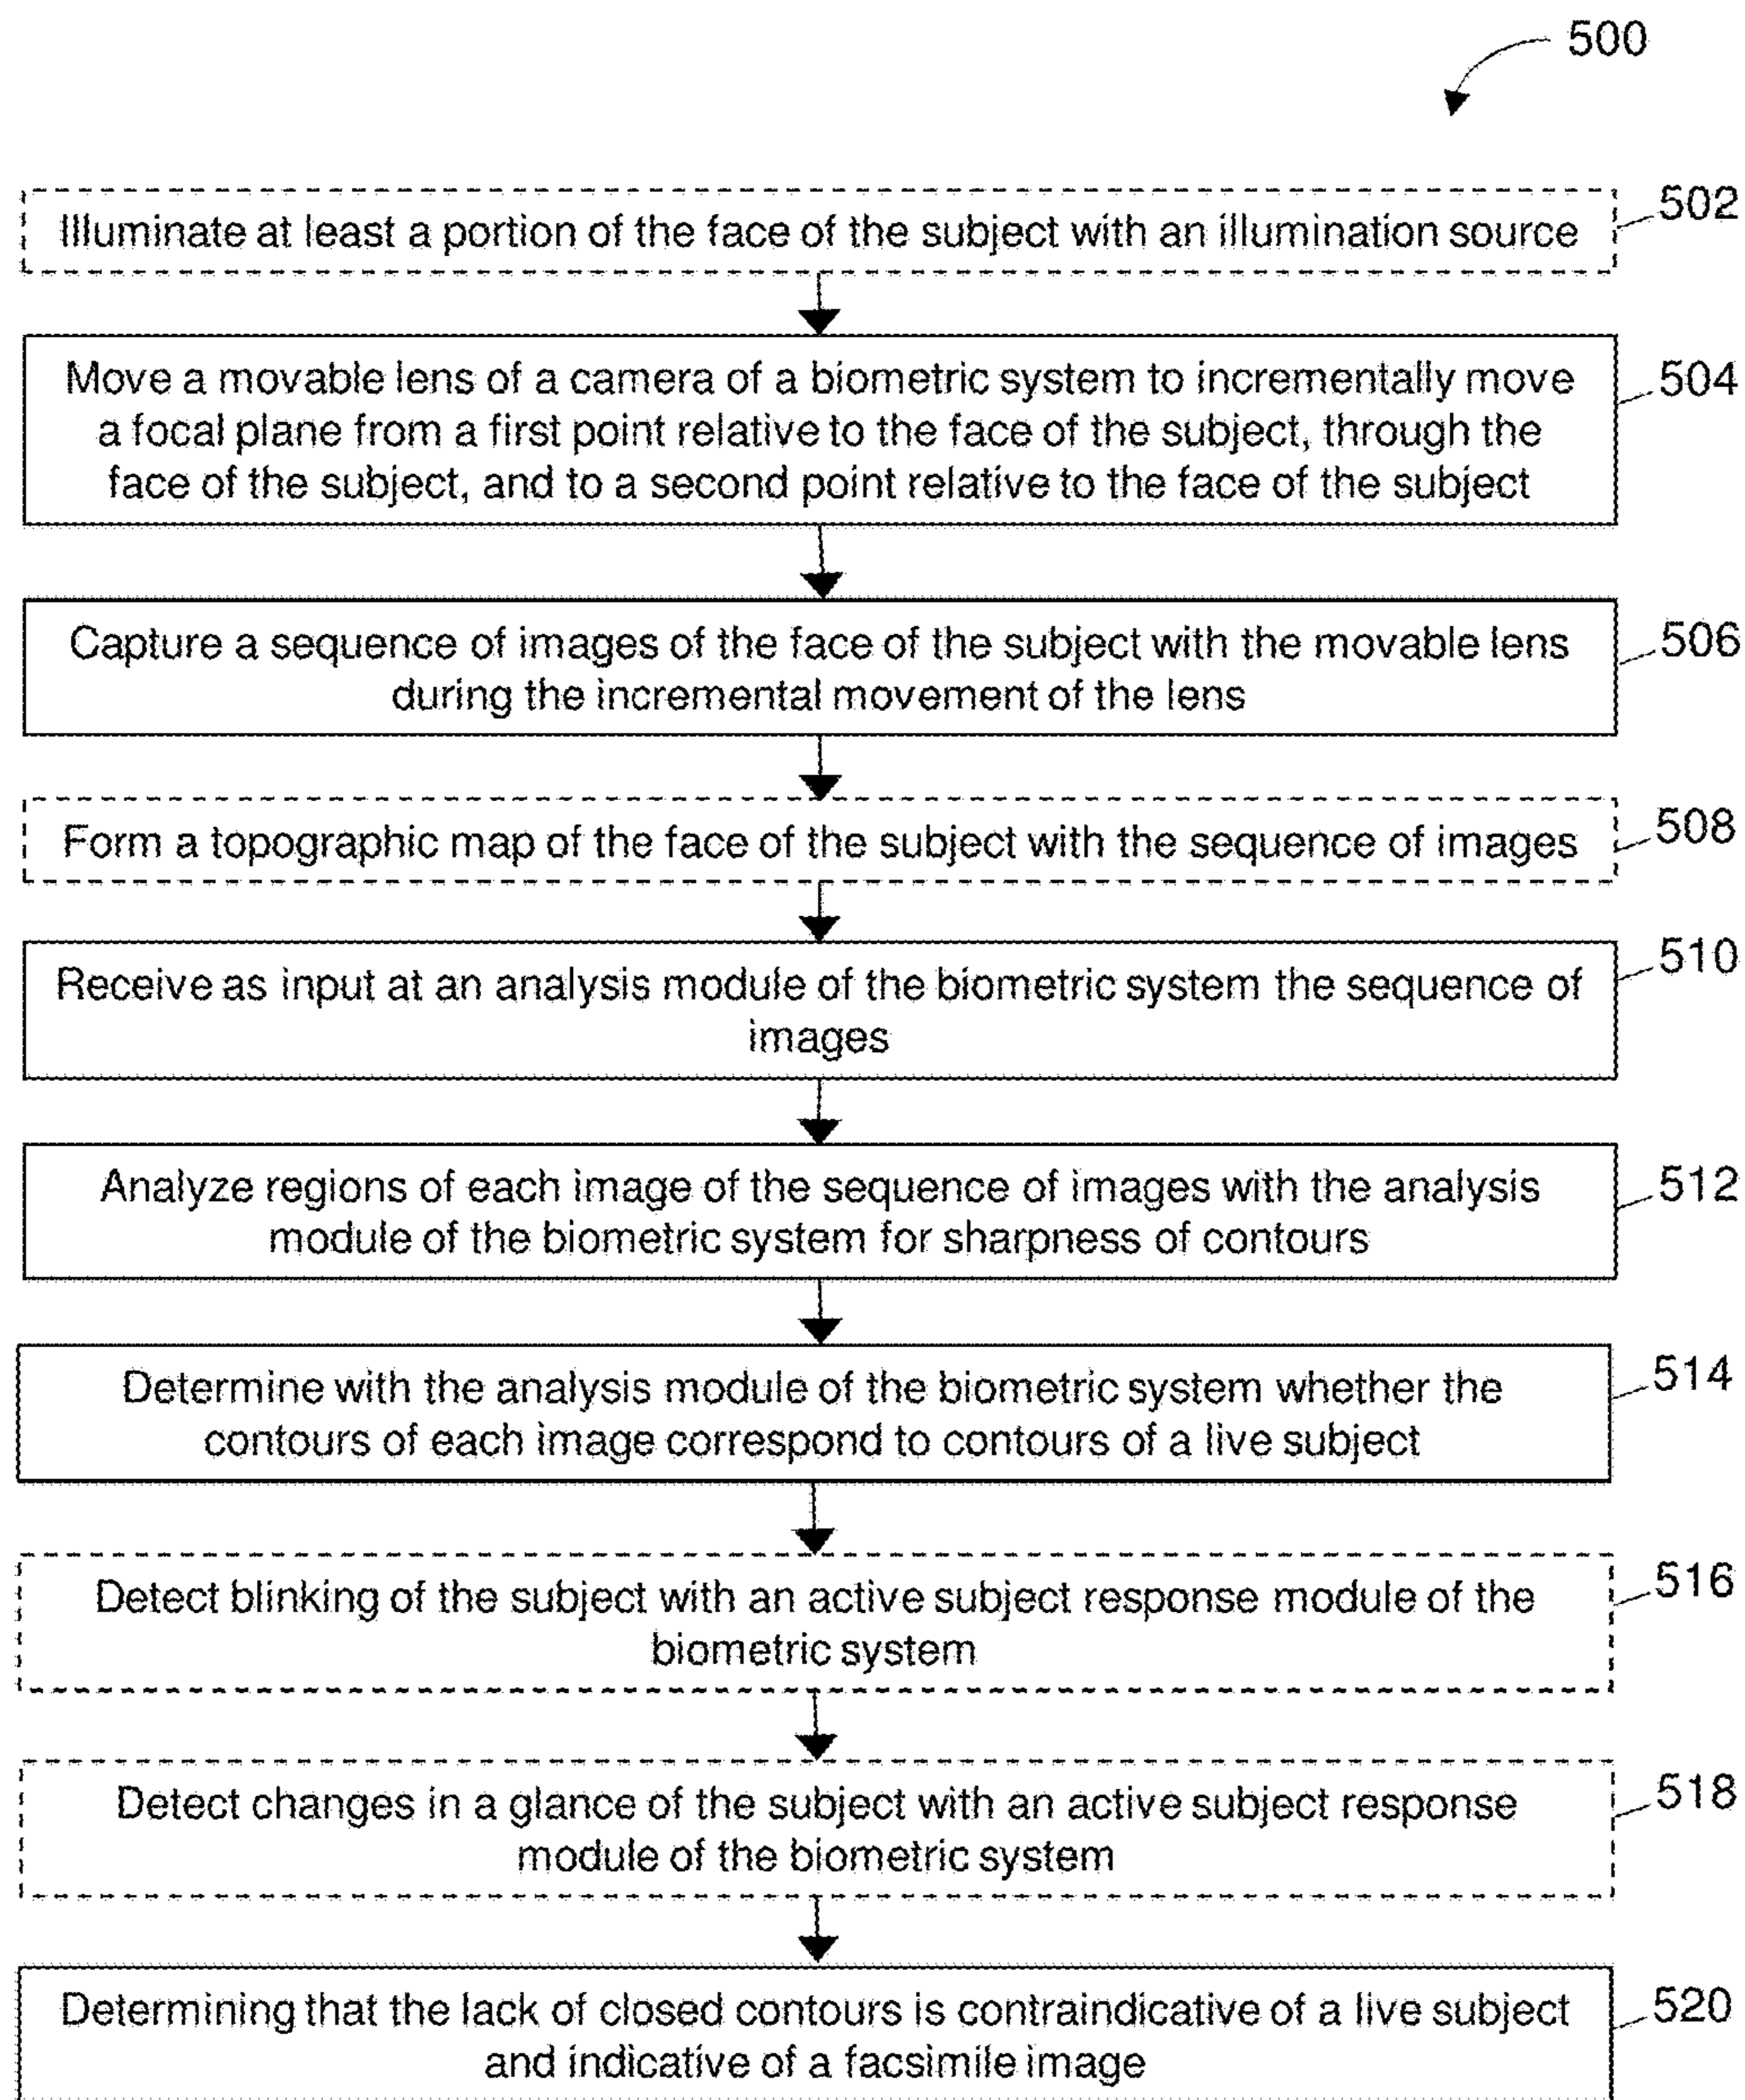 500
Illuminate at least a portion of the face of the subject with an illumination source
502
Move a movable lens of a camera of a biometric system to incrementally move
a focal plane from a first point relative to the face of the subject, through the
face of the subject, and to a second point relative to the face of the subject
504
Capture a sequence of images of the face of the subject with the movable lens
during the incremental movement of the lens
506
Form a topographic map of the face of the subject with the sequence of images
508
Receive as input at an analysis module of the biometric system the sequence of
images
510
Analyze regions of each image of the sequence of images with the analysis
module of the biometric system for sharpness of contours
512
Determine with the analysis module of the biometric system whether the
contours of each image correspond to contours of a live subject
514
Detect blinking of the subject with an active subject response module of the
biometric system
516
Detect changes in a glance of the subject with an active subject response
module of the biometric system
518
Determining that the lack of closed contours is contraindicative of a live subject
and indicative of a facsimile image
520